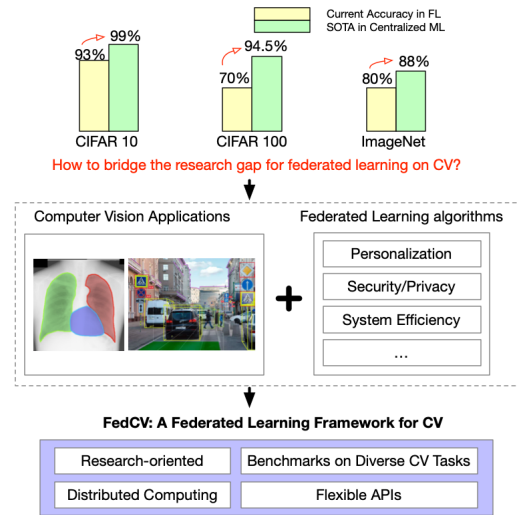 Current Accuracy in FL
SOTA in Centralized ML
93% 99%
70% 94.5%
80% 88%
CIFAR 10 CIFAR 100 ImageNet
How to bridge the research gap for federated learning on CV?
Computer Vision Applications
Federated Learning algorithms
Personalization
Security/Privacy
System Efficiency
...
+
FedCV: A Federated Learning Framework for CV
Research-oriented
Benchmarks on Diverse CV Tasks
Distributed Computing
Flexible APIs